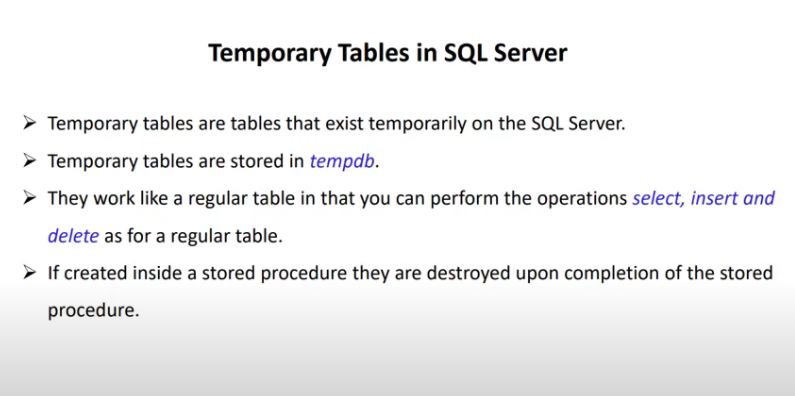 Temporary Tables in SQL Server
➢ Temporary tables are tables that exist temporarily on the SQL Server.
➢ Temporary tables are stored in tempdb.
➢ They work like a regular table in that you can perform the operations select, insert and
delete as for a regular table.
➢ If created inside a stored procedure they are destroyed upon completion of the stored
procedure.